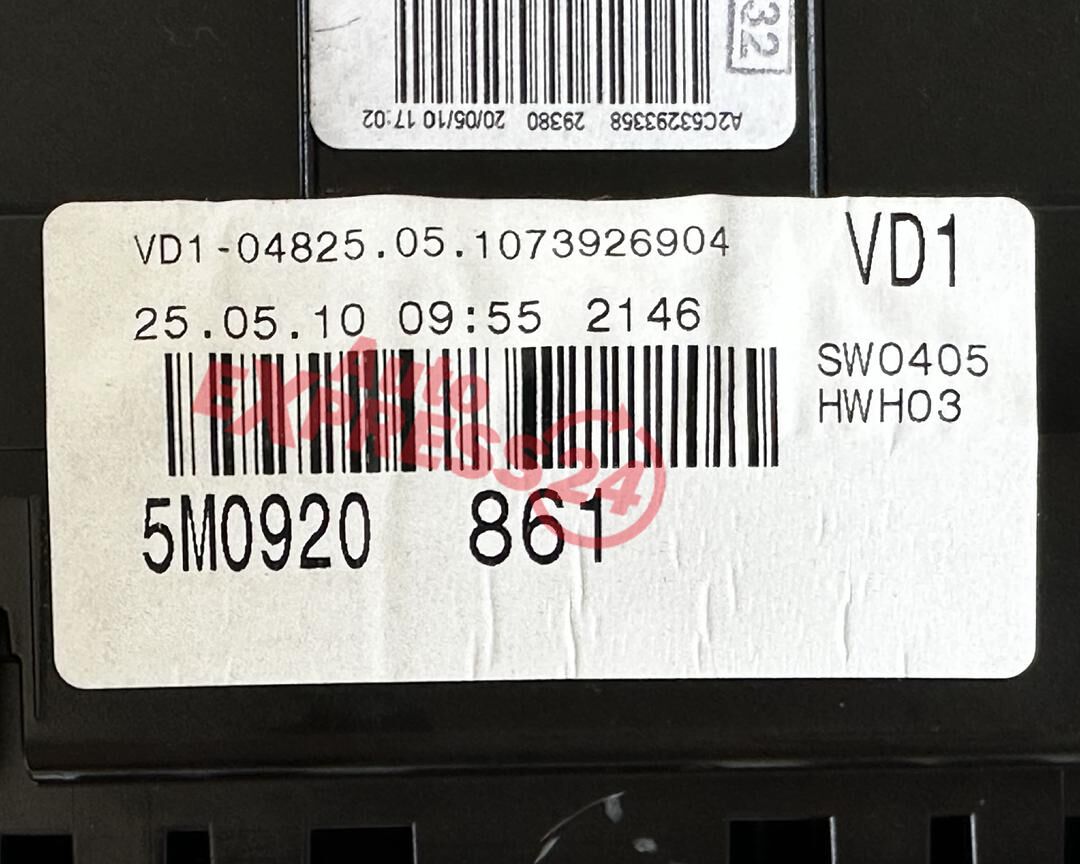 32
A2C53293358 29380 20/05/10 17:02
VD1-04825.05.1073926904
VD1
25.05.10 09:55 2146
SW0405
HWH03
Auto
EXPRESS24
5M0920 861